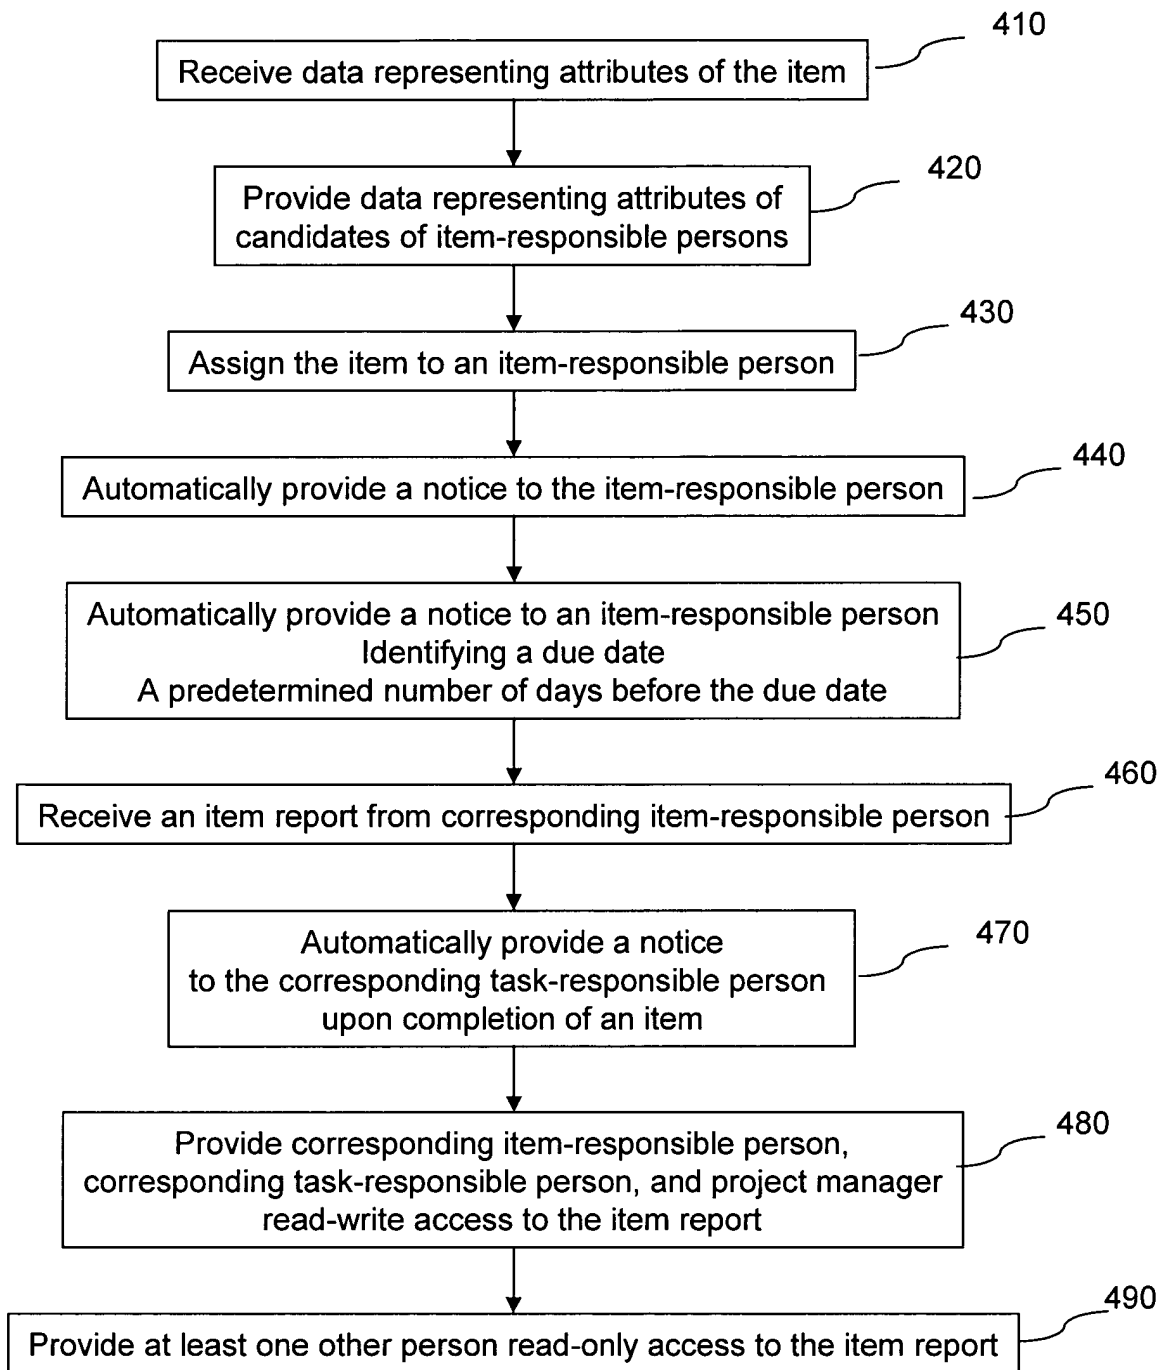 410
Receive data representing attributes of the item
420
Provide data representing attributes of
candidates of item-responsible persons
430
Assign the item to an item-responsible person
440
Automatically provide a notice to the item-responsible person
450
Automatically provide a notice to an item-responsible person
Identifying a due date
A predetermined number of days before the due date
460
Receive an item report from corresponding item-responsible person
470
Automatically provide a notice
to the corresponding task-responsible person
upon completion of an item
480
Provide corresponding item-responsible person,
corresponding task-responsible person, and project manager
read-write access to the item report
490
Provide at least one other person read-only access to the item report